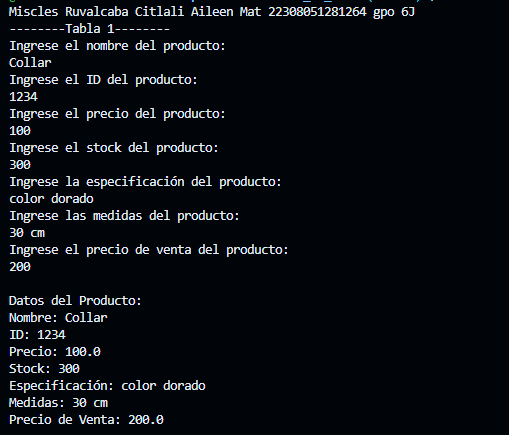 Miscles Ruvalcaba Citlali Aileen Mat 22308051281264 gpo 6J
--------Tabla 1--------
Ingrese el nombre del producto:
Collar
Ingrese el ID del producto:
1234
Ingrese el precio del producto:
100
Ingrese el stock del producto:
300
Ingrese la especificación del producto:
color dorado
Ingrese las medidas del producto:
30 cm
Ingrese el precio de venta del producto:
200
Datos del Producto:
Nombre: Collar
ID: 1234
Precio: 100.0
Stock: 300
Especificación: color dorado
Medidas: 30 cm
Precio de Venta: 200.0